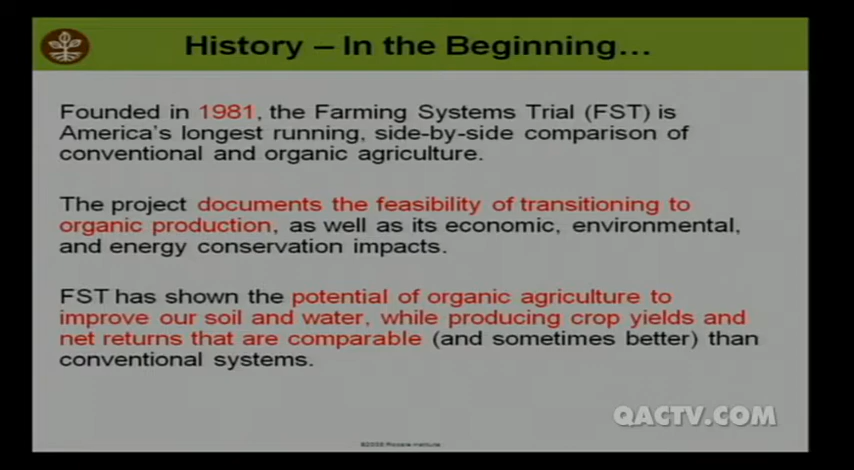 History – In the Beginning...
Founded in 1981, the Farming Systems Trial (FST) is
America's longest running, side-by-side comparison of
conventional and organic agriculture.
The project documents the feasibility of transitioning to
organic production, as well as its economic, environmental,
and energy conservation impacts.
FST has shown the potential of organic agriculture to
improve our soil and water, while producing crop yields and
net returns that are comparable (and sometimes better) than
conventional systems.
QACTV.COM
Rodale Institute